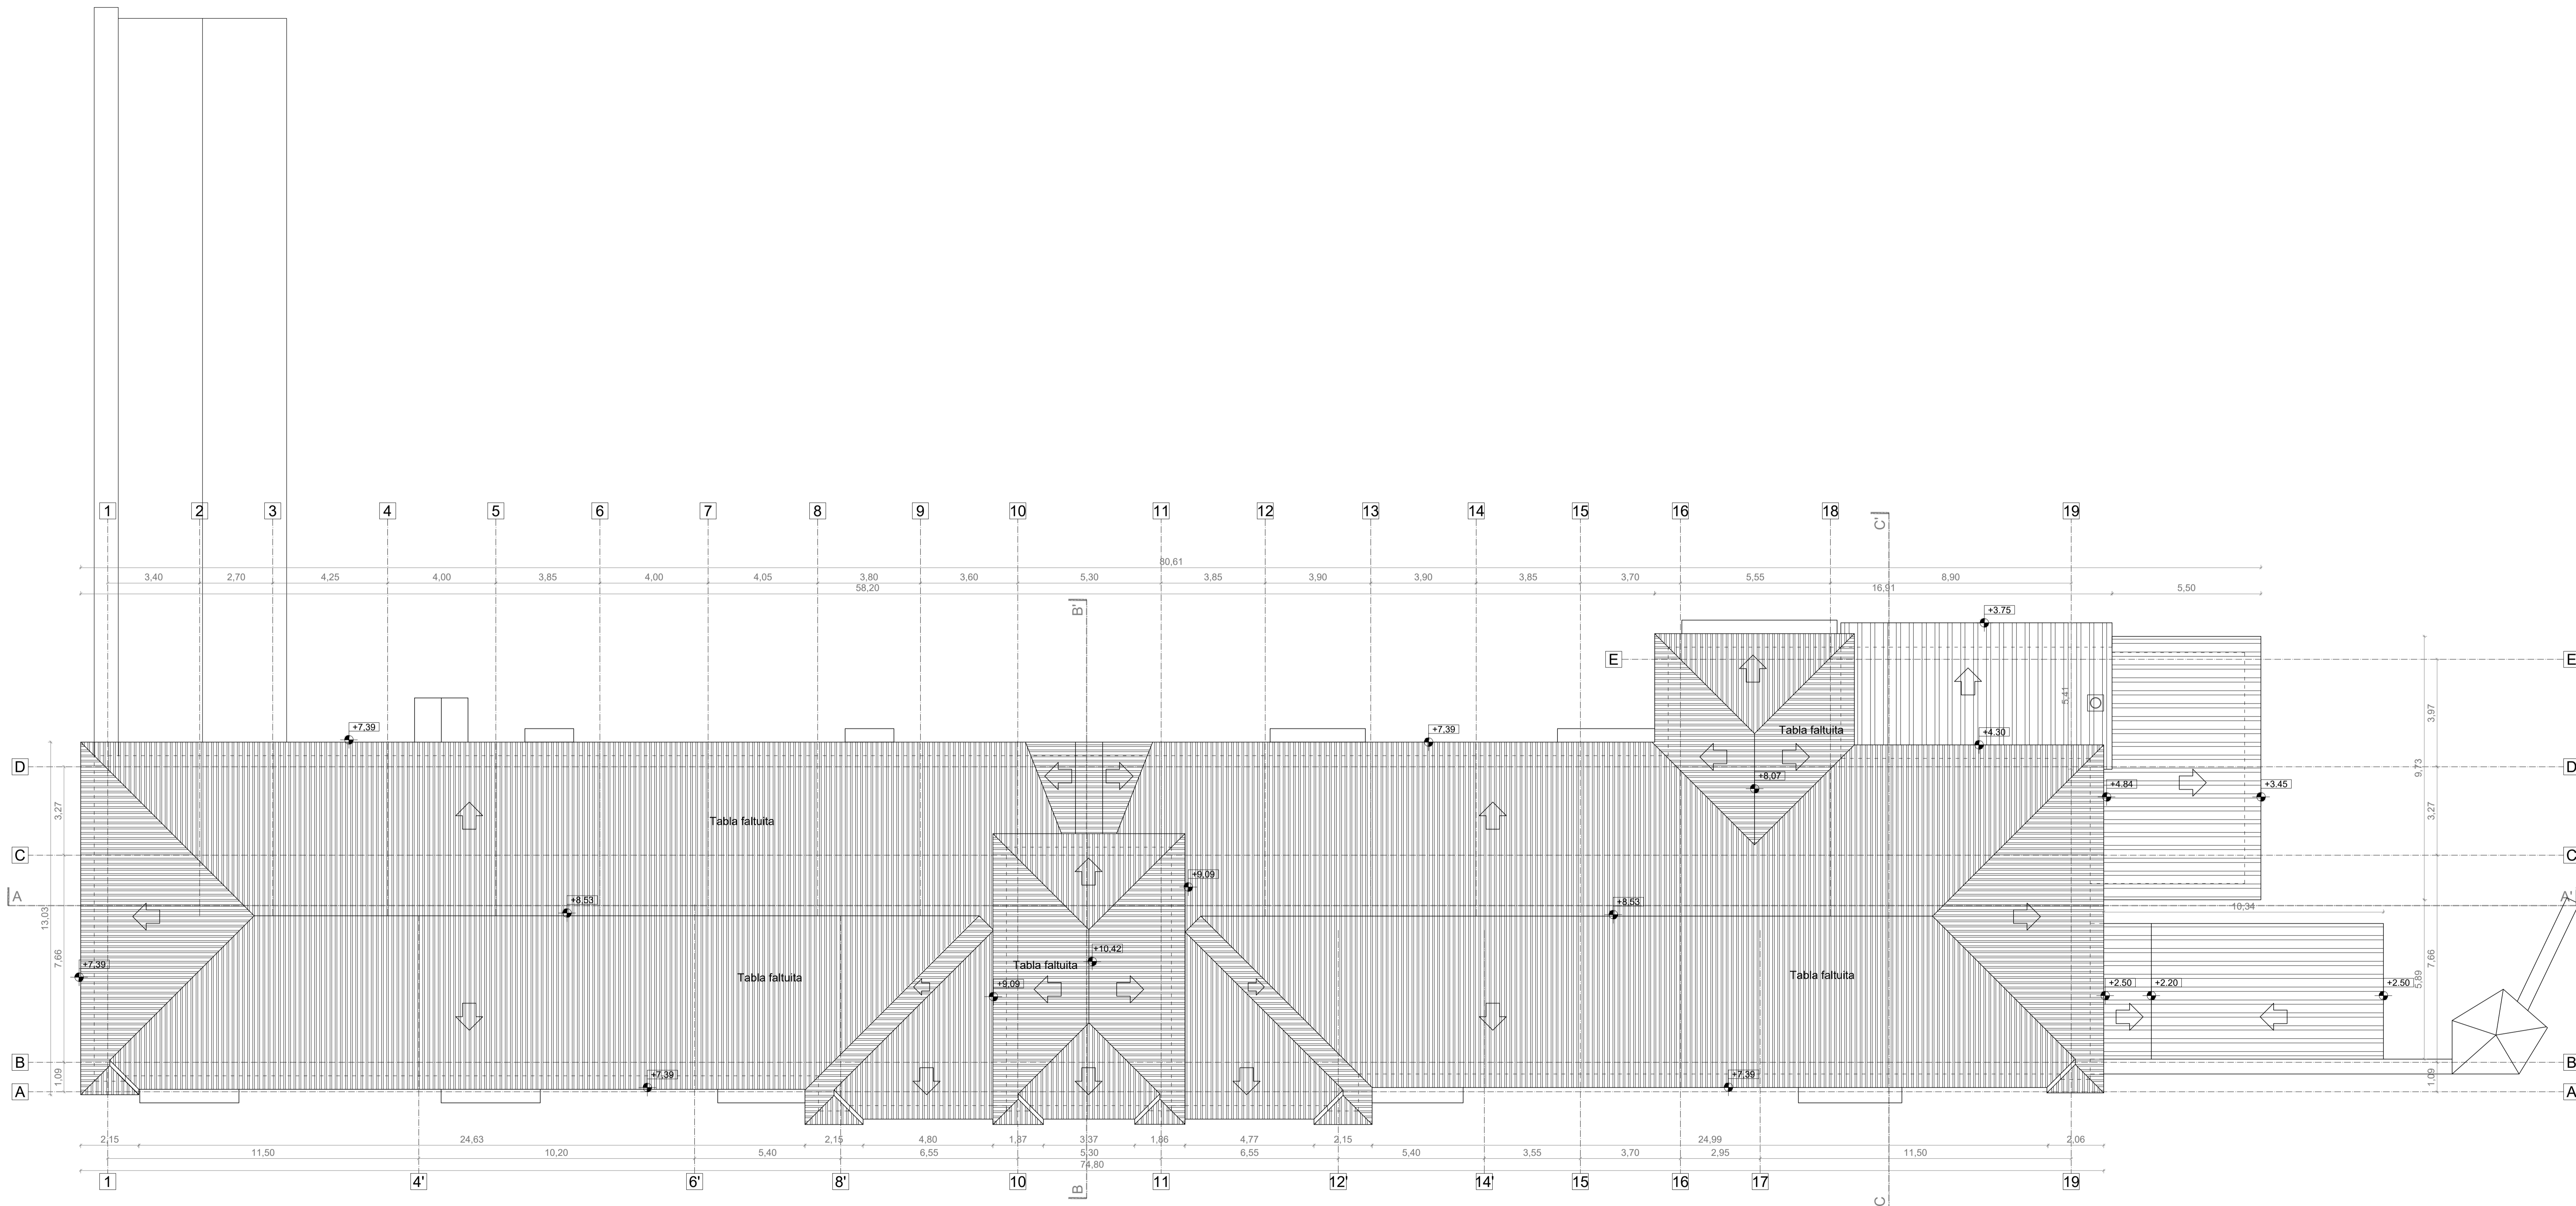 1 2 3 4 5 6 7 8 9 10 11 12 13 14 15 16 18 C' 19
80,61
3,40 2,70 4,25 4,00 3,85 4,00 4,05 3,80 3,60 5,30 3,85 3,90 3,90 3,85 3,70 5,55 8,90
58,20 16,91 5,50
B'
+3.75
E E
5,41
3,97
+7,39 +7,39 Tabla faltuita +4.30
D D
9,73
+8,07 +4.84 +3.45
3,27 Tabla faltuita 3,27
C C
+9,09
A A'
13,03 +8,53 +8,53 10,34
+10,42
7,66 +7,39 Tabla faltuita Tabla faltuita Tabla faltuita 7,66
+9,09 +2.50 +2.20 +2.50 5,89
B B
1,09 +7,39 +7,39 1,09
A A
2,15 24,63 2,15 4,80 1,87 3,37 1,86 4,77 2,15 24,99 2,06
11,50 10,20 5,40 6,55 5,30 6,55 5,40 3,55 3,70 2,95 11,50
74,80
1 4' 6' 8' 10 B 11 12' 14' 15 16 17 19
C